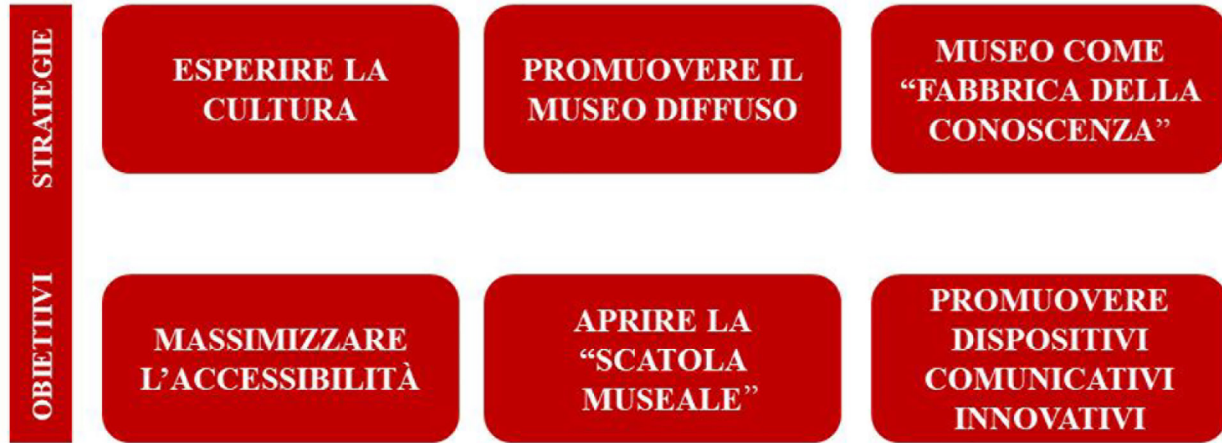 STRATEGIE
ESPERIRE LA
CULTURA
PROMUOVERE IL
MUSEO DIFFUSO
MUSEO COME
“FABBRICA DELLA
CONOSCENZA”
OBIETTIVI
MASSIMIZZARE
L’ACCESSIBILITÀ
APRIRE LA
“SCATOLA
MUSEALE”
PROMUOVERE
DISPOSITIVI
COMUNICATIVI
INNOVATIVI